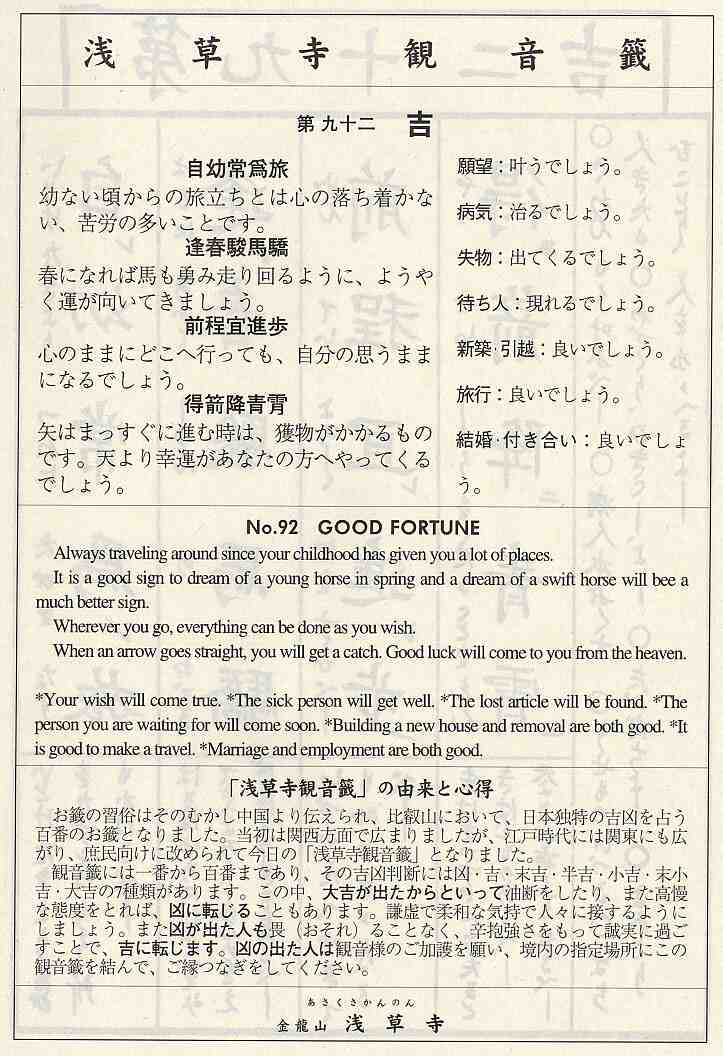 浅草寺観音籤
第九十二 吉
自幼常為旅
幼ない頃からの旅立ちとは心の落ち着かな
い、苦労の多いことです。
逢春駿馬驕
春になれば馬も勇み走り回るように、ようや
く運が向いてきましょう。
前程宜進歩
心のままにどこへ行っても、自分の思うまま
になるでしょう。
得箭降青霄
矢はまっすぐに進む時は、獲物がかかるもの
です。天より幸運があなたの方へやってくる
でしょう。
願望：叶うでしょう。
病気：治るでしょう。
失物：出てくるでしょう。
待ち人：現れるでしょう。
新築・引越：良いでしょう。
旅行：良いでしょう。
結婚・付き合い：良いでしょ
う。
No.92 GOOD FORTUNE
Always traveling around since your childhood has given you a lot of places.
It is a good sign to dream of a young horse in spring and a dream of a swift horse will bee a
much better sign.
Wherever you go, everything can be done as you wish.
When an arrow goes straight, you will get a catch. Good luck will come to you from the heaven.
*Your wish will come true. *The sick person will get well. *The lost article will be found. *The
person you are waiting for will come soon. *Building a new house and removal are both good. *It
is good to make a travel. *Marriage and employment are both good.
「浅草寺観音籤」の由来と心得
お籤の習俗はそのむかし中国より伝えられ、比叡山において、日本独特の吉凶を占う
百番のお籤となりました。当初は関西方面で広まりましたが、江戸時代には関東にも広
がり、庶民向けに改められて今日の「浅草寺観音籤」となりました。
観音籤には一番から百番まであり、その吉凶判断には凶・吉・末吉・半吉・小吉・末小
吉・大吉の7種類があります。この中、大吉が出たからといって油断をしたり、また高慢
な態度をとれば、凶に転じることもあります。謙虚で柔和な気持で人々に接するように
しましょう。また凶が出た人も畏（おそれ）ることなく、辛抱強さをもって誠実に過ご
すことで、吉に転じます。凶の出た人は観音様のご加護を願い、境内の指定場所にこの
観音籤を結んで、ご縁つなぎをしてください。
あさくさかんのん
金龍山 浅草寺